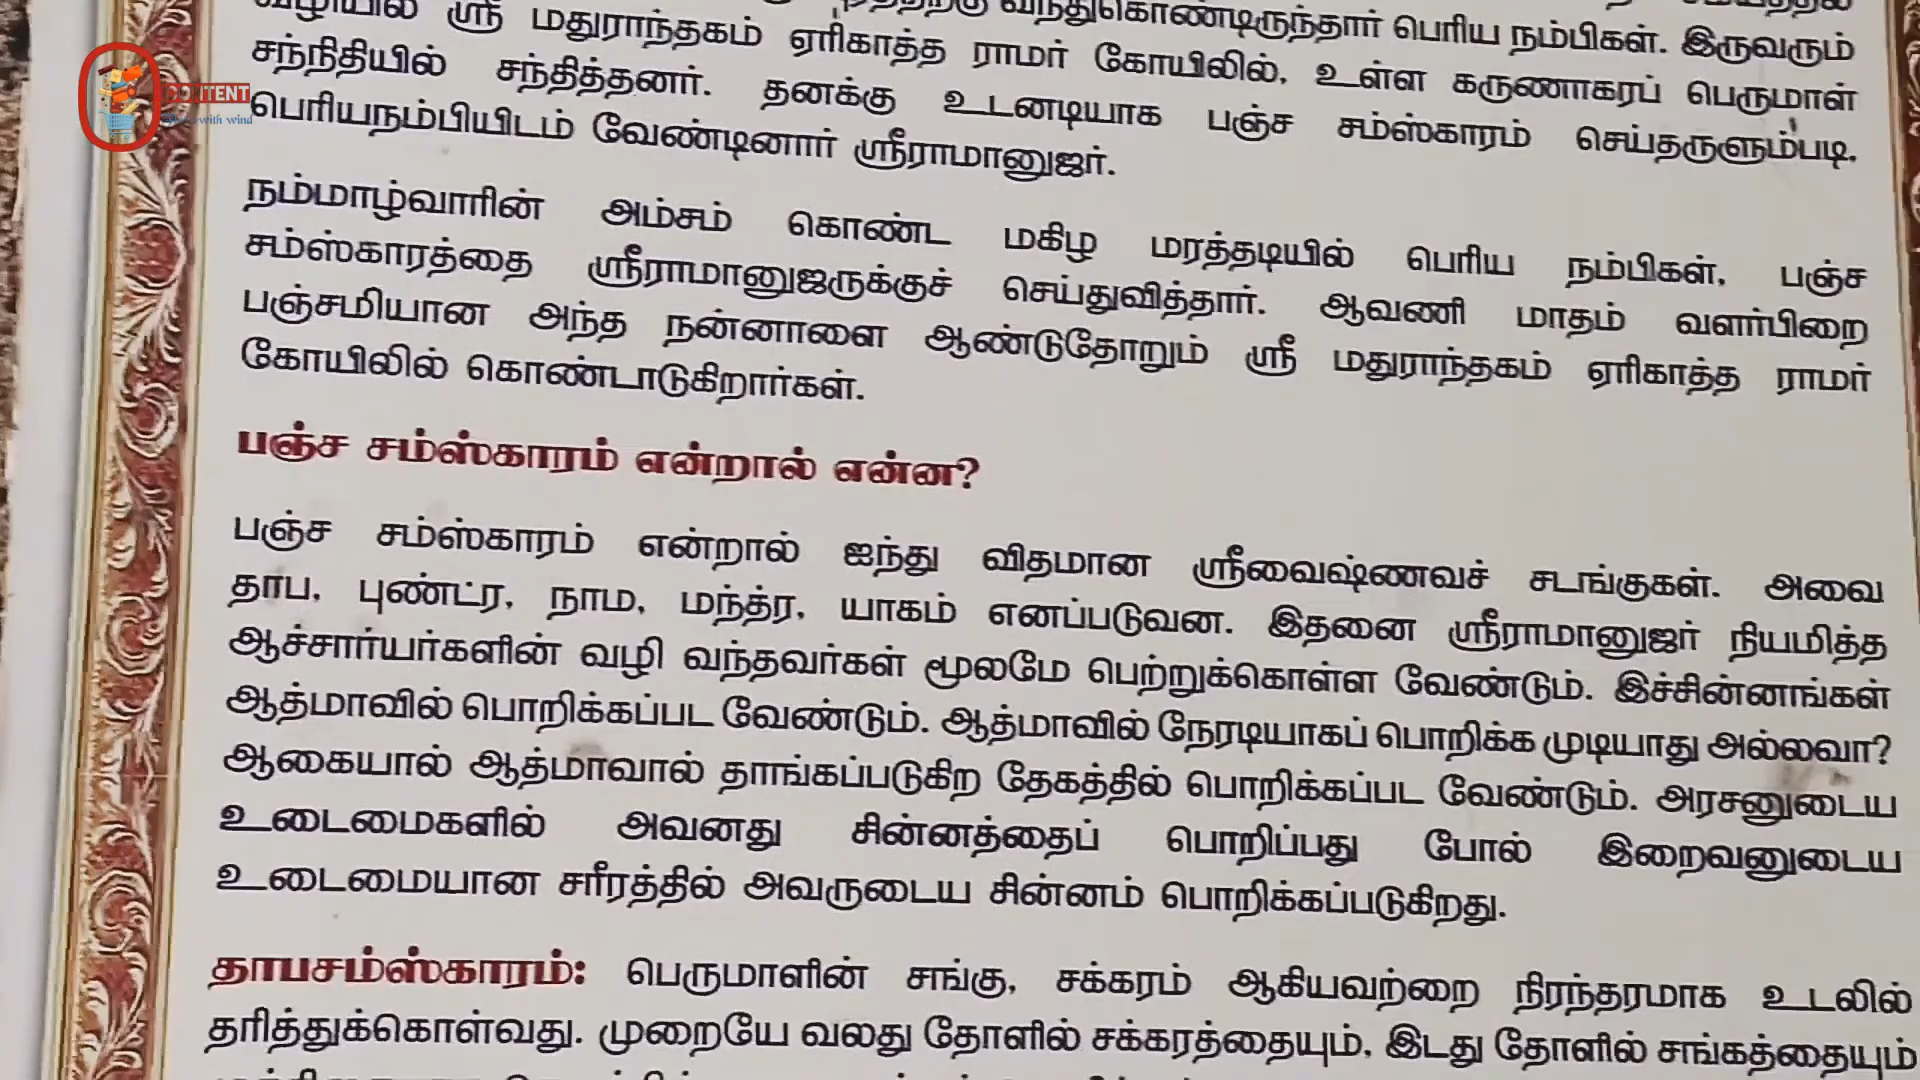 வந்துகொண்டிருந்தார் பெரிய நம்பிகள். இருவரும்
வழியில் ஸ்ரீ மதுராந்தகம் ஏரிகாத்த ராமர் கோயிலில், உள்ள கருணாகரப் பெருமாள்
சந்நிதியில் சந்தித்தனர். தனக்கு உடனடியாக பஞ்ச சம்ஸ்காரம் செய்தருளும்படி,
பெரியநம்பியிடம் வேண்டினார் ஸ்ரீராமானுஜர்.
நம்மாழ்வாரின் அம்சம் கொண்ட மகிழ மரத்தடியில் பெரிய நம்பிகள், பஞ்ச
சம்ஸ்காரத்தை ஸ்ரீராமானுஜருக்குச் செய்துவித்தார். ஆவணி மாதம் வளர்பிறை
பஞ்சமியான அந்த நன்னாளை ஆண்டுதோறும் ஸ்ரீ மதுராந்தகம் ஏரிகாத்த ராமர்
கோயிலில் கொண்டாடுகிறார்கள்.
பஞ்ச சம்ஸ்காரம் என்றால் என்ன?
பஞ்ச சம்ஸ்காரம் என்றால் ஐந்து விதமான ஸ்ரீவைஷ்ணவச் சடங்குகள். அவை
தாப, புண்ட்ர, நாம, மந்த்ர, யாகம் எனப்படுவன. இதனை ஸ்ரீராமானுஜர் நியமித்த
ஆச்சார்யர்களின் வழி வந்தவர்கள் மூலமே பெற்றுக்கொள்ள வேண்டும். இச்சின்னங்கள்
ஆத்மாவில் பொறிக்கப்பட வேண்டும். ஆத்மாவில் நேரடியாகப் பொறிக்க முடியாது அல்லவா?
ஆகையால் ஆத்மாவால் தாங்கப்படுகிற தேகத்தில் பொறிக்கப்பட வேண்டும். அரசனுடைய
உடைமைகளில் அவனது சின்னத்தைப் பொறிப்பது போல் இறைவனுடைய
உடைமையான சரீரத்தில் அவருடைய சின்னம் பொறிக்கப்படுகிறது.
தாபசம்ஸ்காரம்: பெருமாளின் சங்கு, சக்கரம் ஆகியவற்றை நிரந்தரமாக உடலில்
தரித்துக்கொள்வது. முறையே வலது தோளில் சக்கரத்தையும், இடது தோளில் சங்கத்தையும்
CONTENT
with wind